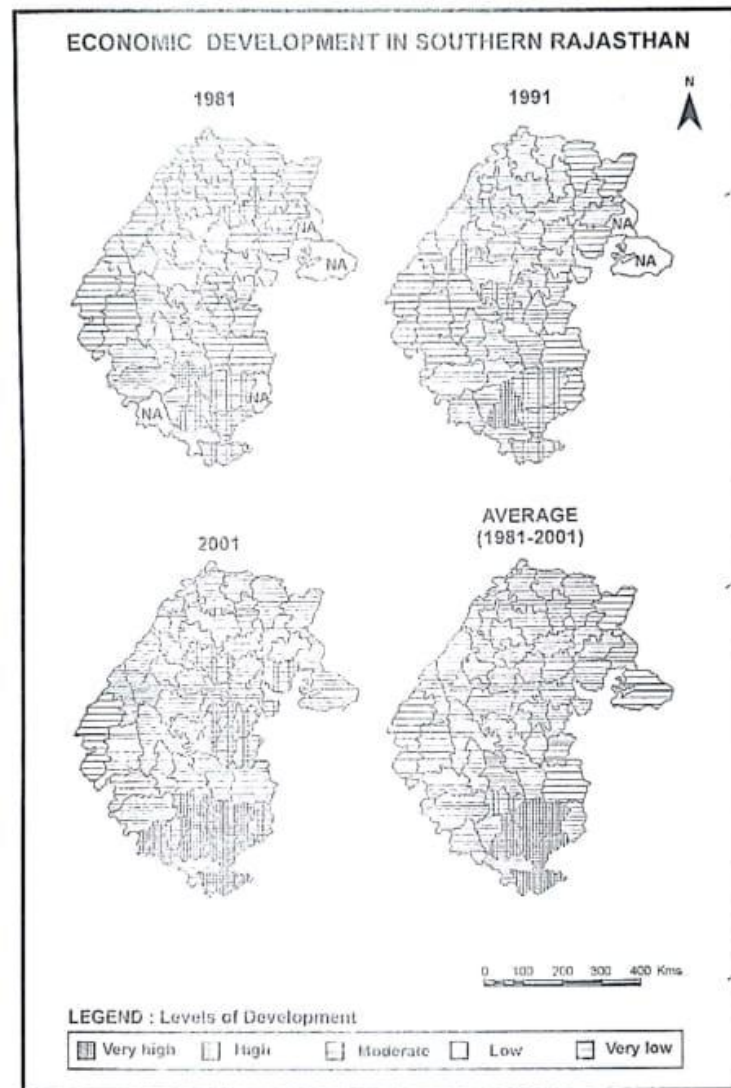 ECONOMIC DEVELOPMENT IN SOUTHERN RAJASTHAN
N
1981
1991
NA
NA
NA
NA
NA
NA
2001
AVERAGE
(1981-2001)
0 100 200 300 400 Kms
LEGEND : Levels of Development
Very high High Moderate Low Very low